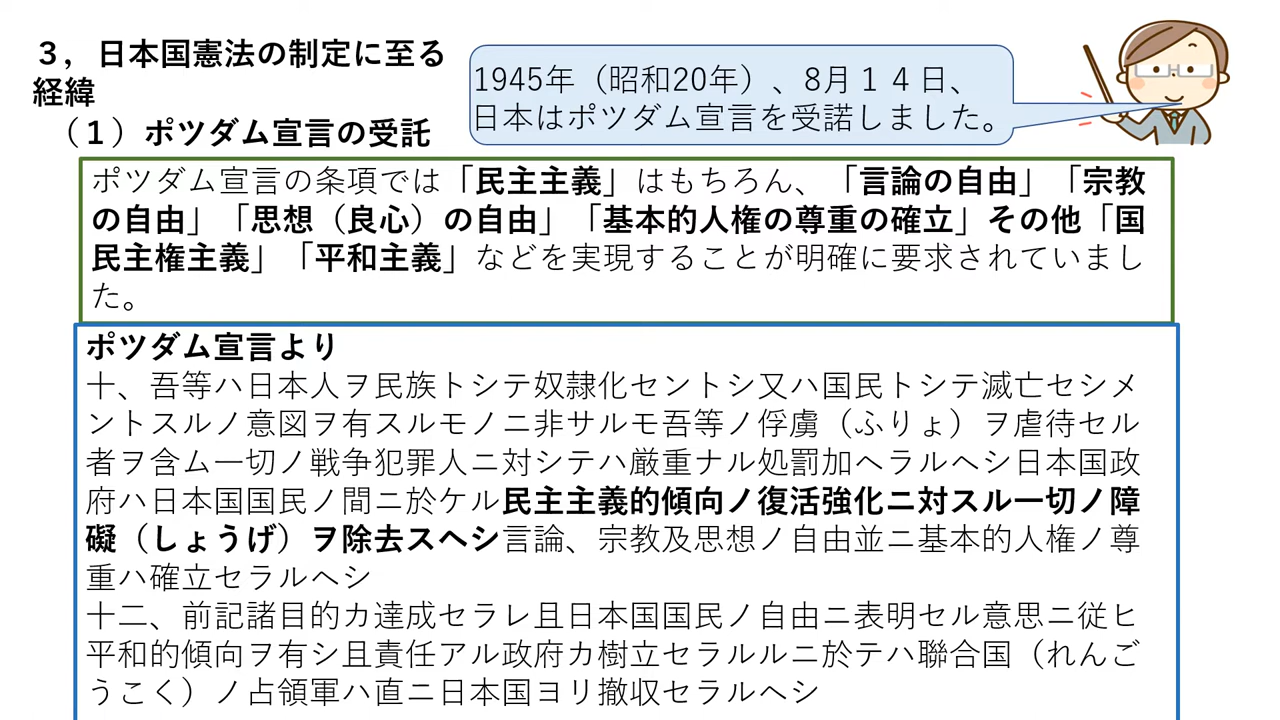 ３，日本国憲法の制定に至る
経緯
（１）ポツダム宣言の受託
1945年（昭和20年）、8月１４日、
日本はポツダム宣言を受諾しました。
ポツダム宣言の条項では「民主主義」はもちろん、「言論の自由」「宗教
の自由」「思想（良心）の自由」「基本的人権の尊重の確立」その他「国
民主権主義」「平和主義」などを実現することが明確に要求されていまし
た。
ポツダム宣言より
十、吾等ハ日本人ヲ民族トシテ奴隷化セントシ又ハ国民トシテ滅亡セシメ
ントスルノ意図ヲ有スルモノニ非サルモ吾等ノ俘虜（ふりょ）ヲ虐待セル
者ヲ含ム一切ノ戦争犯罪人ニ対シテハ厳重ナル処罰加ヘラルヘシ日本国政
府ハ日本国国民ノ間ニ於ケル民主主義的傾向ノ復活強化ニ対スル一切ノ障
礙（しょうげ）ヲ除去スヘシ言論、宗教及思想ノ自由並ニ基本的人権ノ尊
重ハ確立セラルヘシ
十二、前記諸目的カ達成セラレ且日本国国民ノ自由ニ表明セル意思ニ従ヒ
平和的傾向ヲ有シ且責任アル政府カ樹立セラルルニ於テハ聯合国（れんご
うこく）ノ占領軍ハ直ニ日本国ヨリ撤収セラルヘシ